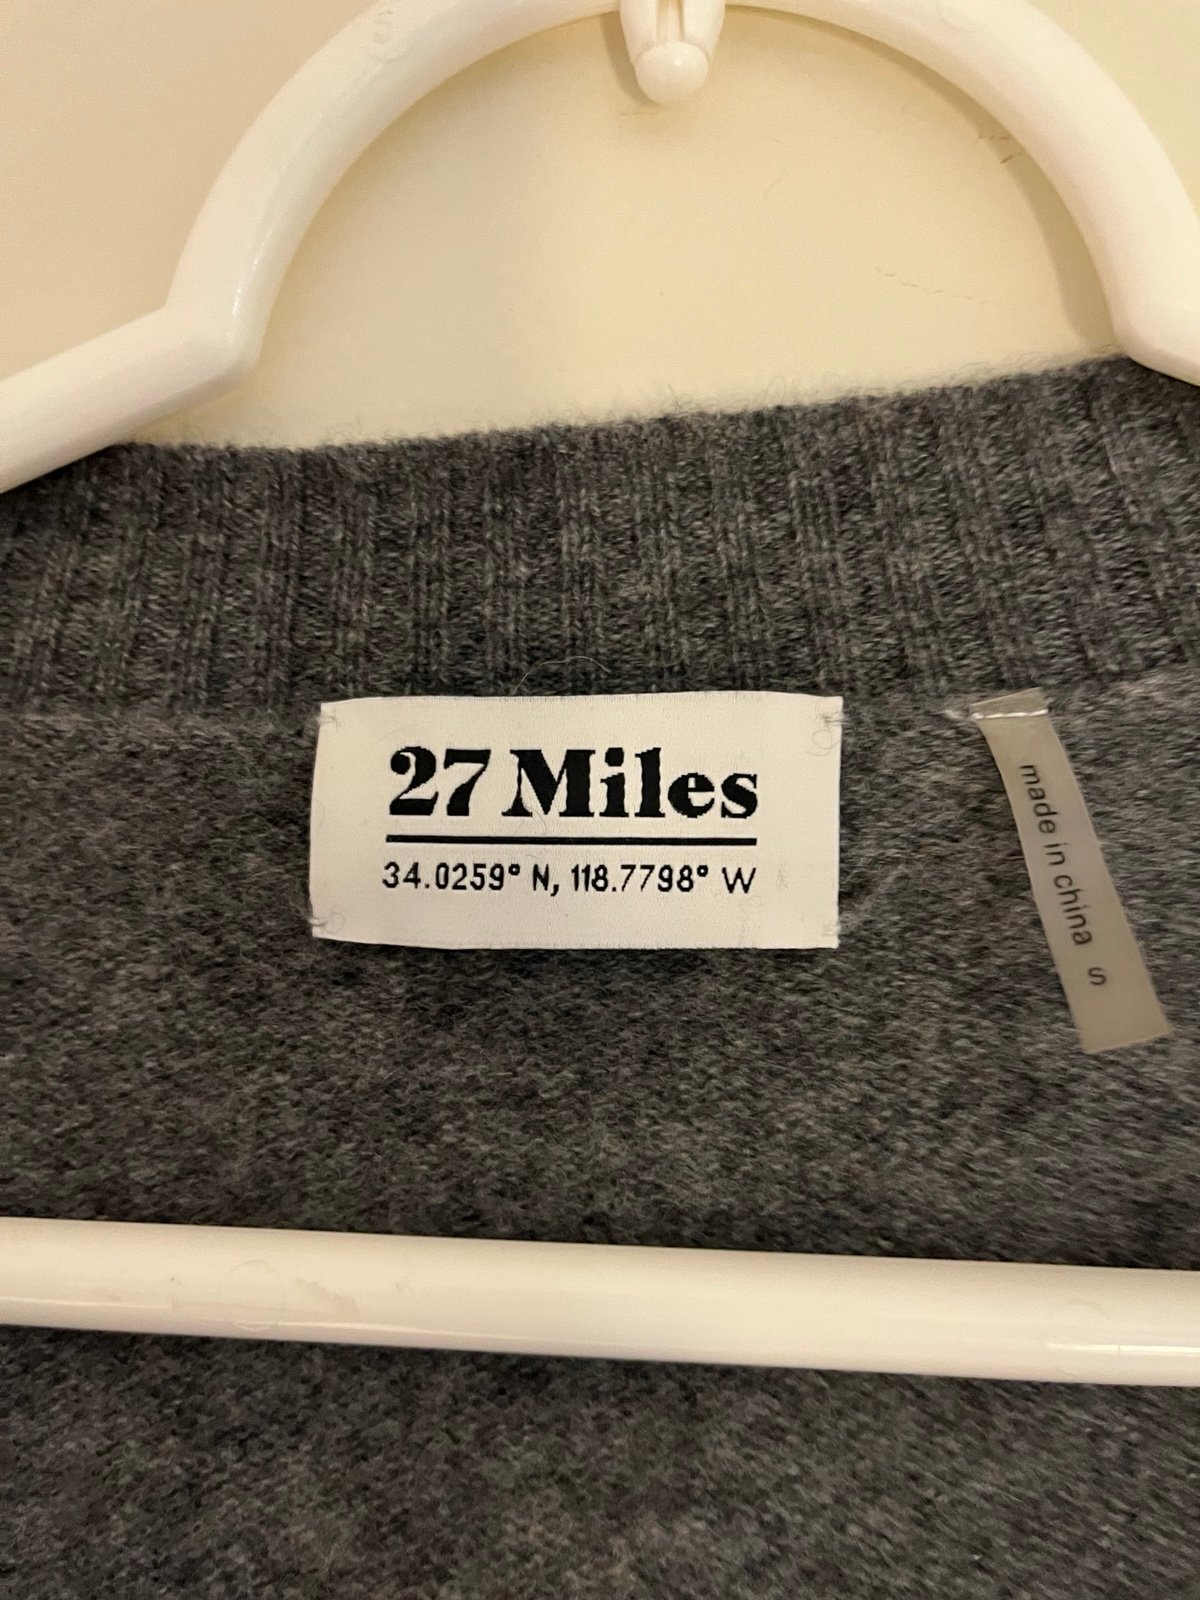 27 Miles
34.0259° N, 118.7798° W
made in china S